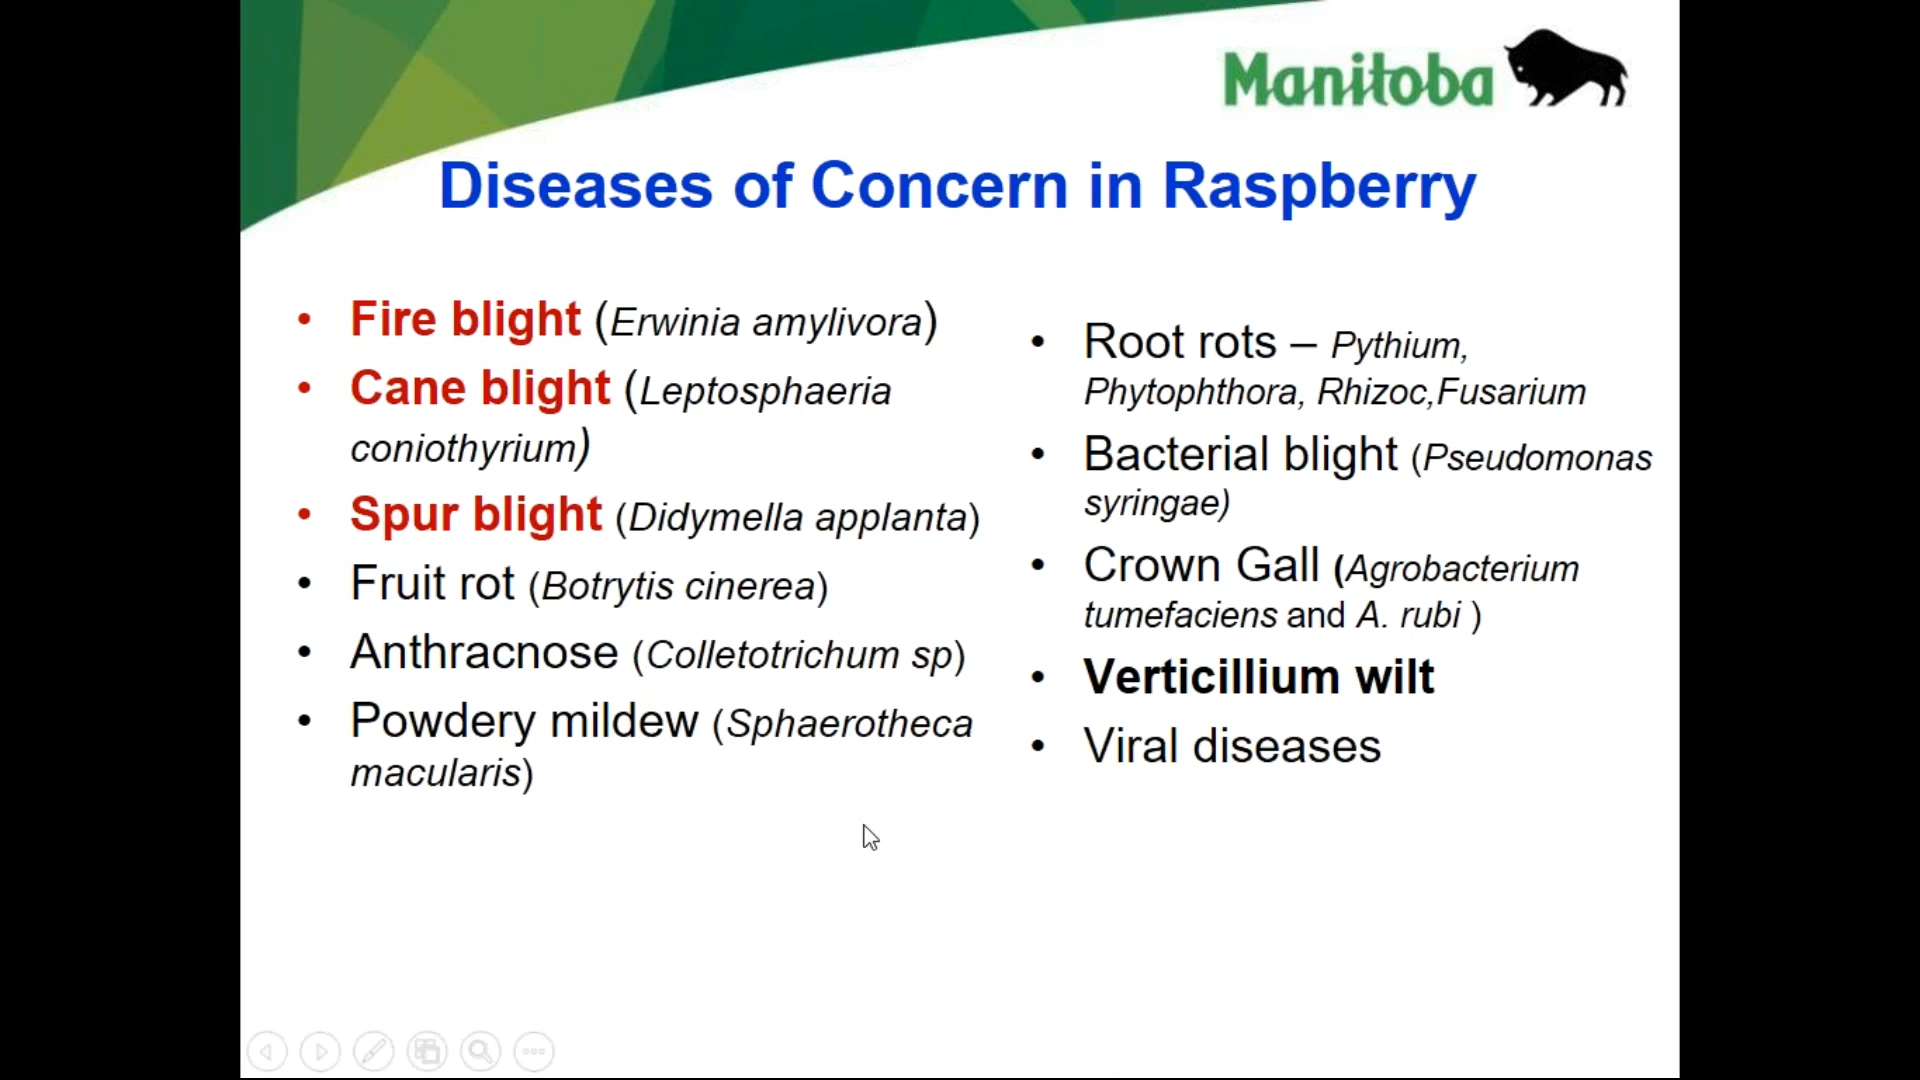 Manitoba
Diseases of Concern in Raspberry
• Fire blight (Erwinia amylivora)
• Cane blight (Leptosphaeria
coniothyrium)
• Spur blight (Didymella applanta)
• Fruit rot (Botrytis cinerea)
• Anthracnose (Colletotrichum sp)
• Powdery mildew (Sphaerotheca
macularis)
• Root rots – Pythium,
Phytophthora, Rhizoc,Fusarium
• Bacterial blight (Pseudomonas
syringae)
• Crown Gall (Agrobacterium
tumefaciens and A. rubi )
• Verticillium wilt
• Viral diseases